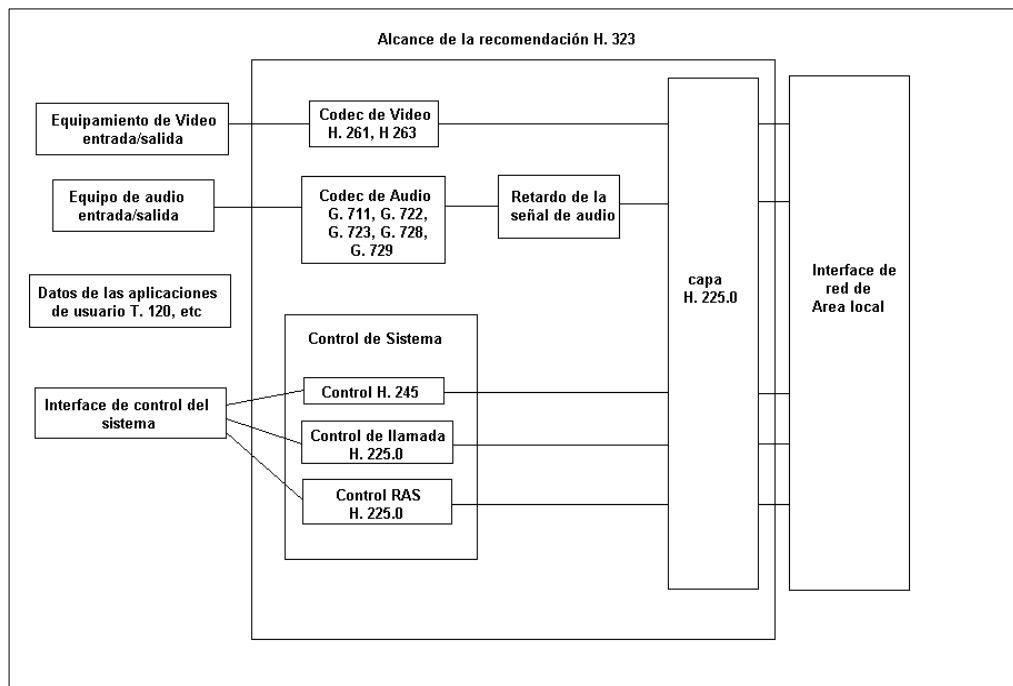 Alcance de la recomendación H. 323
Equipamiento de Video
entrada/salida
Codec de Video
H. 261, H 263
Equipo de audio
entrada/salida
Codec de Audio
G. 711, G. 722,
G. 723, G. 728,
G. 729
Retardo de la
señal de audio
capa
H. 225.0
Interface de
red de
Area local
Datos de las aplicaciones
de usuario T. 120, etc
Control de Sistema
Interface de control del
sistema
Control H. 245
Control de llamada
H. 225.0
Control RAS
H. 225.0